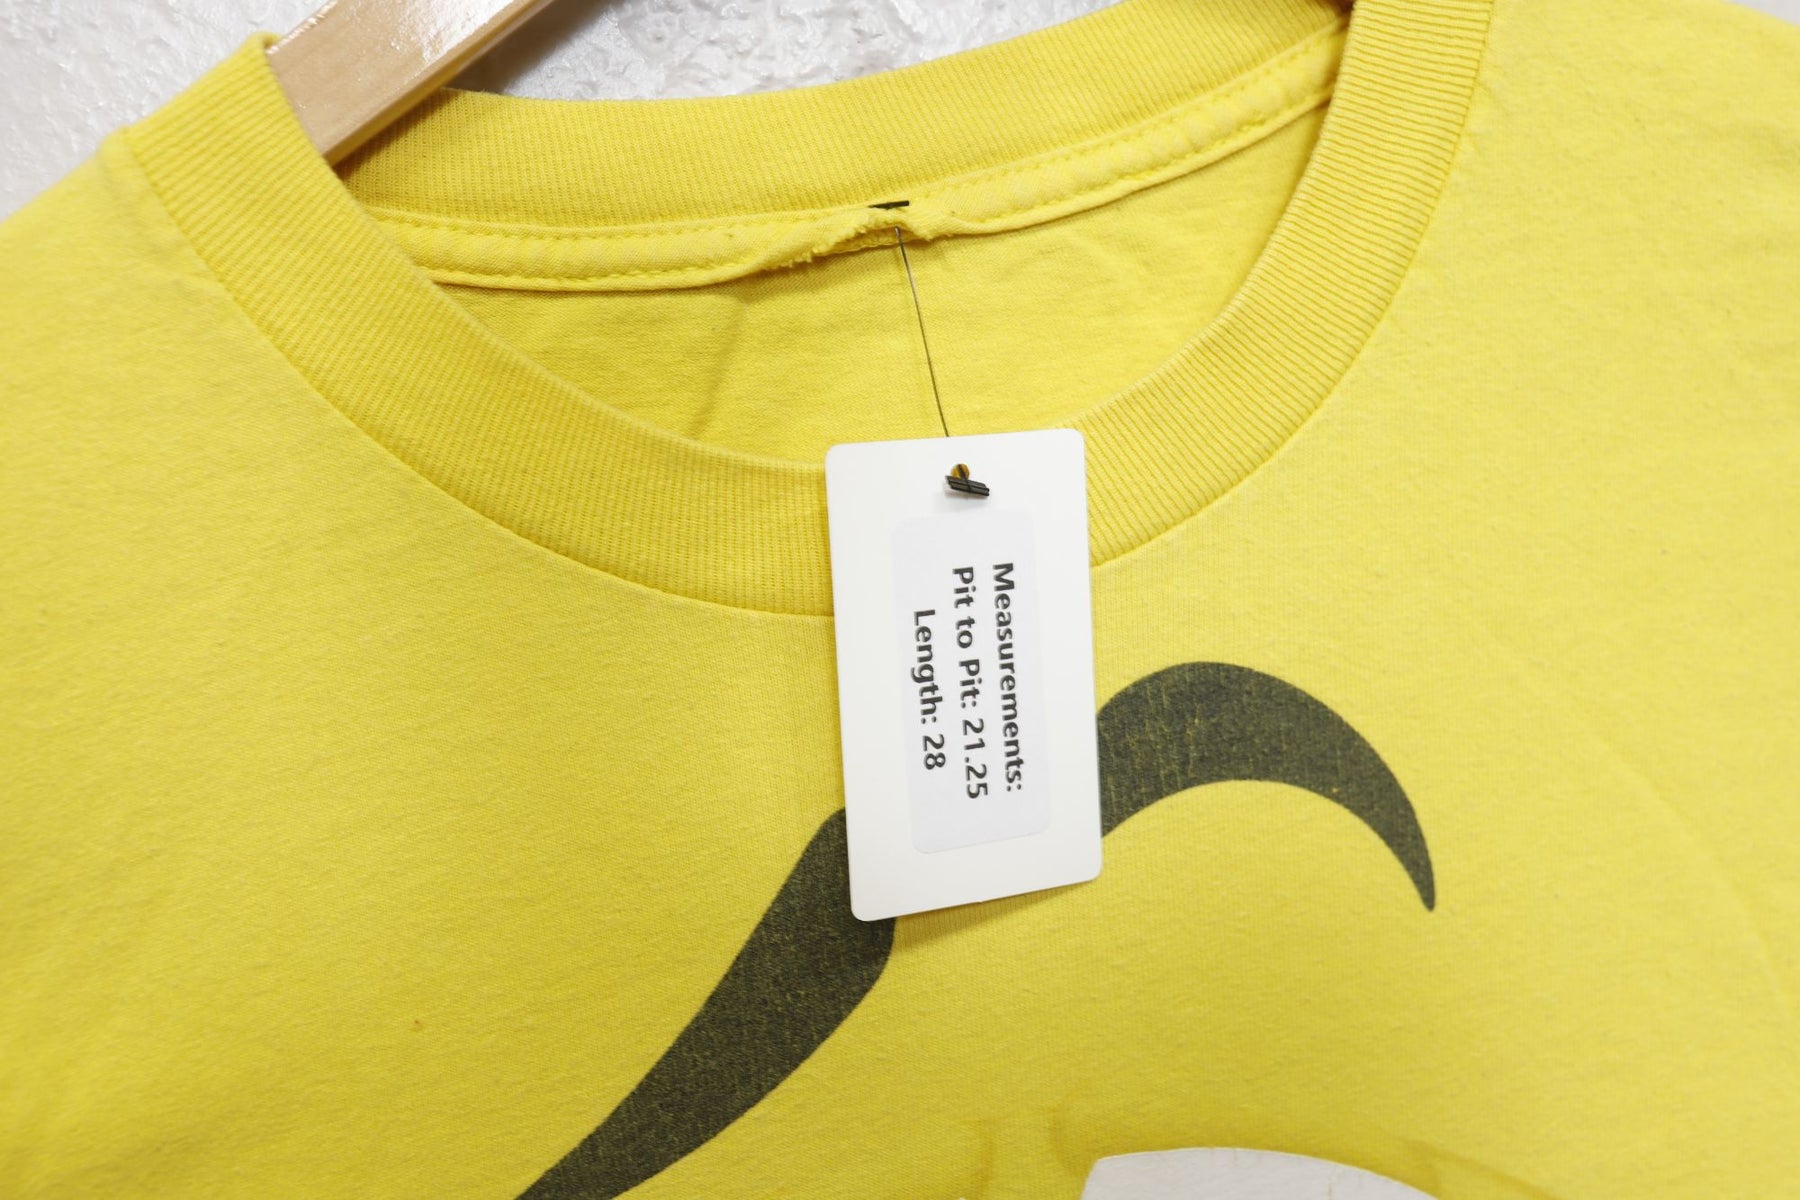 Measurements:
Pit to Pit: 21.25
Length: 28